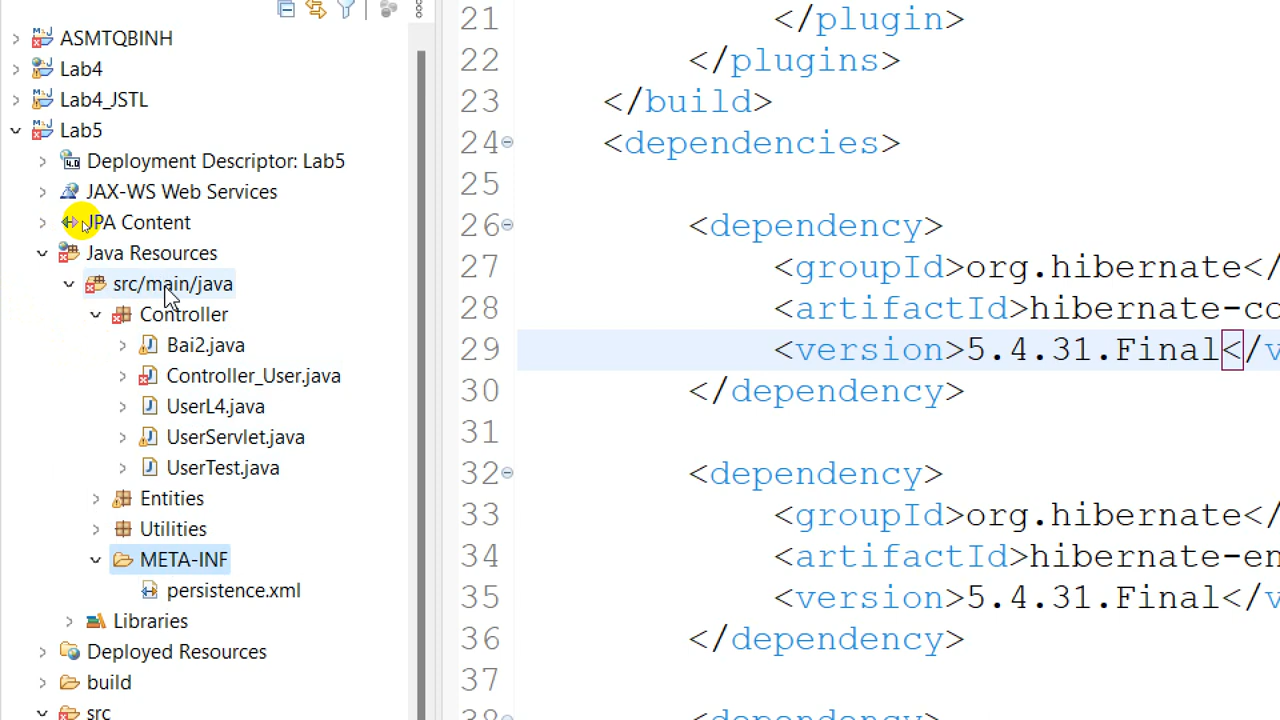 ASMTQBINH
Lab4
Lab4_JSTL
Lab5
Deployment Descriptor: Lab5
JAX-WS Web Services
JPA Content
Java Resources
src/main/java
Controller
Bai2.java
Controller_User.java
UserL4.java
UserServlet.java
UserTest.java
Entities
Utilities
META-INF
persistence.xml
Libraries
Deployed Resources
build
src
21 </plugin>
22 </plugins>
23 </build>
24 <dependencies>
25
26 <dependency>
27 <groupId>org.hibernate</
28 <artifactId>hibernate-co
29 <version>5.4.31.Final</v
30 </dependency>
31
32 <dependency>
33 <groupId>org.hibernate</
34 <artifactId>hibernate-en
35 <version>5.4.31.Final</v
36 </dependency>
37
38 <dependency>